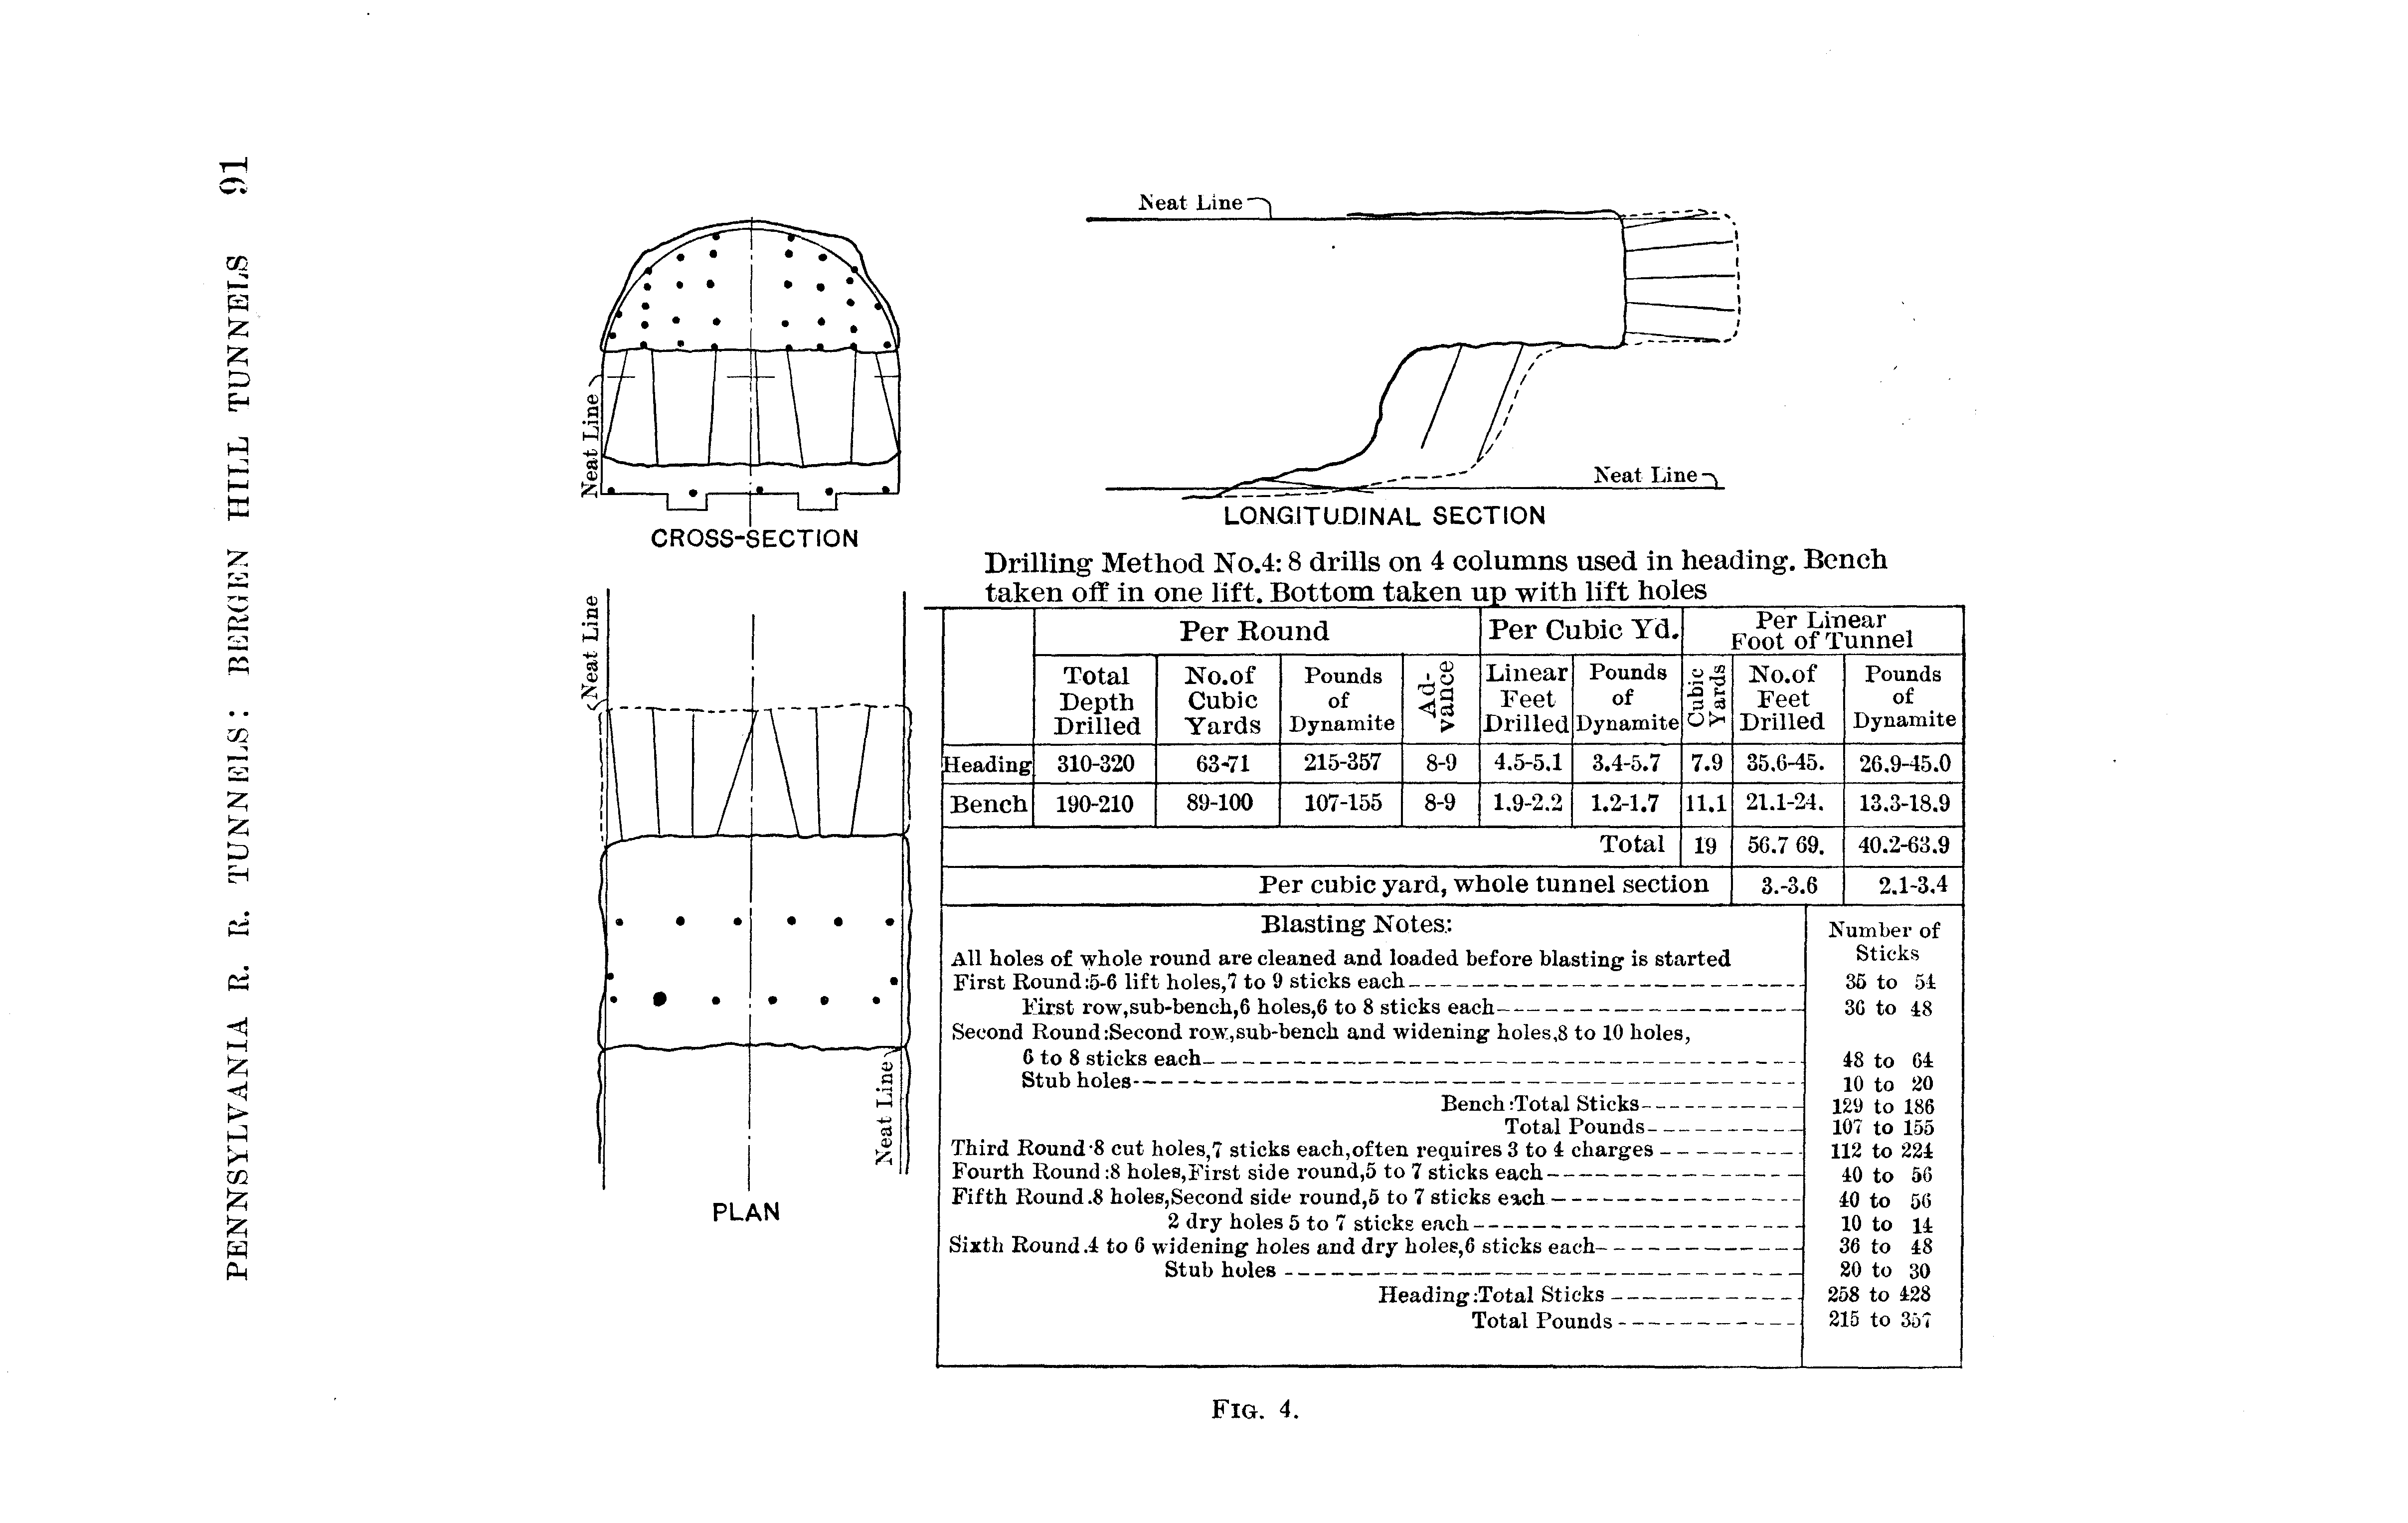 PENNSYLVANIA R. R. TUNNELS: BERGEN HILL TUNNELS 91
Neat Line
CROSS-SECTION
Neat Line
Neat Line
LONGITUDINAL SECTION
Neat Line
Neat Line
PLAN
Drilling Method No.4: 8 drills on 4 columns used in heading. Bench
taken off in one lift. Bottom taken up with lift holes
Per Round Per Cubic Yd. Per Linear Foot of Tunnel
Total Depth Drilled No.of Cubic Yards Pounds of Dynamite Ad-vance Linear Feet Drilled Pounds of Dynamite Cubic Yards No.of Feet Drilled Pounds of Dynamite
Heading 310-320 63-71 215-357 8-9 4.5-5.1 3.4-5.7 7.9 35.6-45. 26.9-45.0
Bench 190-210 89-100 107-155 8-9 1.9-2.2 1.2-1.7 11.1 21.1-24. 13.3-18.9
Total 19 56.7 69. 40.2-63.9
Per cubic yard, whole tunnel section 3.-3.6 2.1-3.4
Blasting Notes: Number of Sticks
All holes of whole round are cleaned and loaded before blasting is started
First Round:5-6 lift holes,7 to 9 sticks each 35 to 54
First row,sub-bench,6 holes,6 to 8 sticks each 36 to 48
Second Round:Second row,sub-bench and widening holes,8 to 10 holes,
6 to 8 sticks each 48 to 64
Stub holes 10 to 20
Bench:Total Sticks 129 to 186
Total Pounds 107 to 155
Third Round·8 cut holes,7 sticks each,often requires 3 to 4 charges 112 to 224
Fourth Round:8 holes,First side round,5 to 7 sticks each 40 to 56
Fifth Round.8 holes,Second side round,5 to 7 sticks each 40 to 56
2 dry holes 5 to 7 sticks each 10 to 14
Sixth Round.4 to 6 widening holes and dry holes,6 sticks each 36 to 48
Stub holes 20 to 30
Heading:Total Sticks 258 to 428
Total Pounds 215 to 357
FIG. 4.